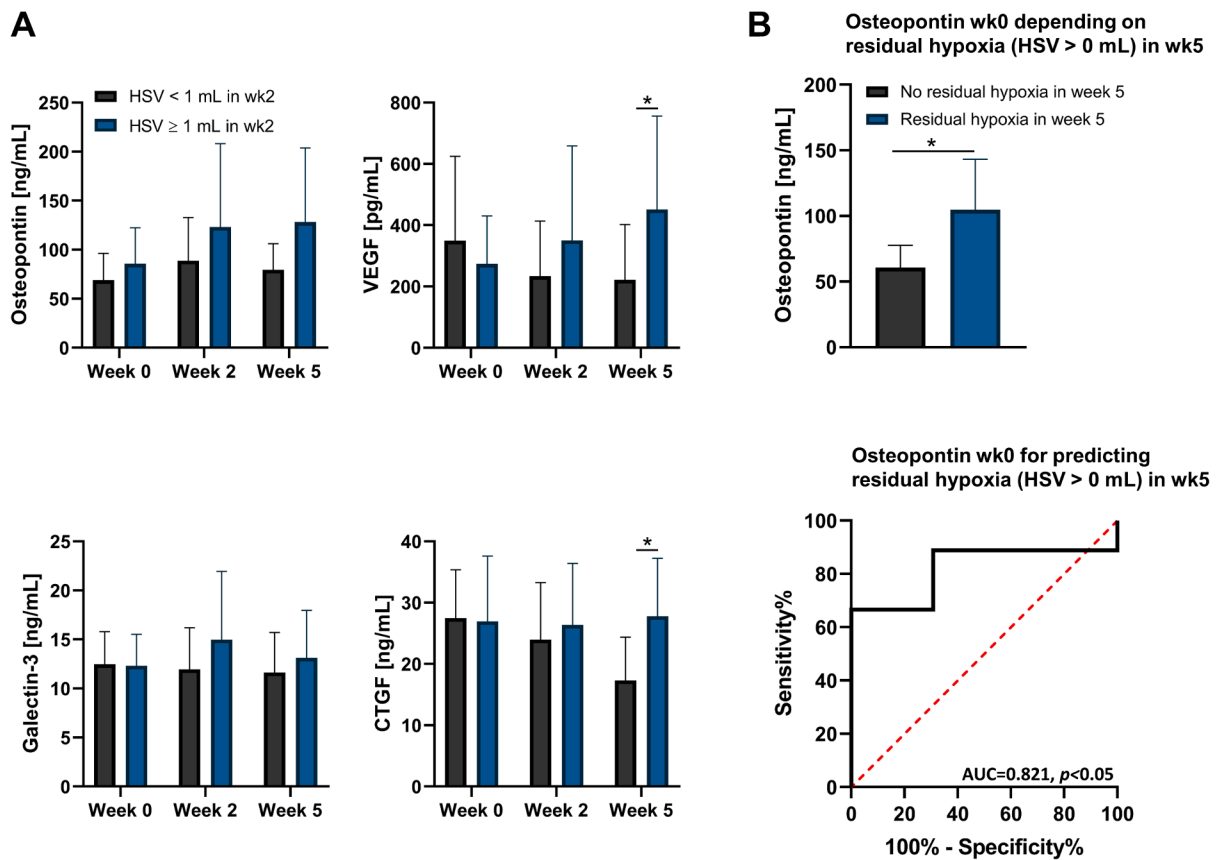 A
HSV < 1 mL in wk2
HSV ≥ 1 mL in wk2
Osteopontin [ng/mL]
250
200
150
100
50
0
Week 0 Week 2 Week 5
VEGF [pg/mL]
800
600
400
200
0
*
Week 0 Week 2 Week 5
Galectin-3 [ng/mL]
25
20
15
10
5
0
Week 0 Week 2 Week 5
CTGF [ng/mL]
40
30
20
10
0
*
Week 0 Week 2 Week 5
B
Osteopontin wk0 depending on
residual hypoxia (HSV > 0 mL) in wk5
No residual hypoxia in week 5
Residual hypoxia in week 5
Osteopontin [ng/mL]
200
150
100
50
0
*
Osteopontin wk0 for predicting
residual hypoxia (HSV > 0 mL) in wk5
Sensitivity%
100
80
60
40
20
0
AUC=0.821, p<0.05
0 20 40 60 80 100
100% - Specificity%